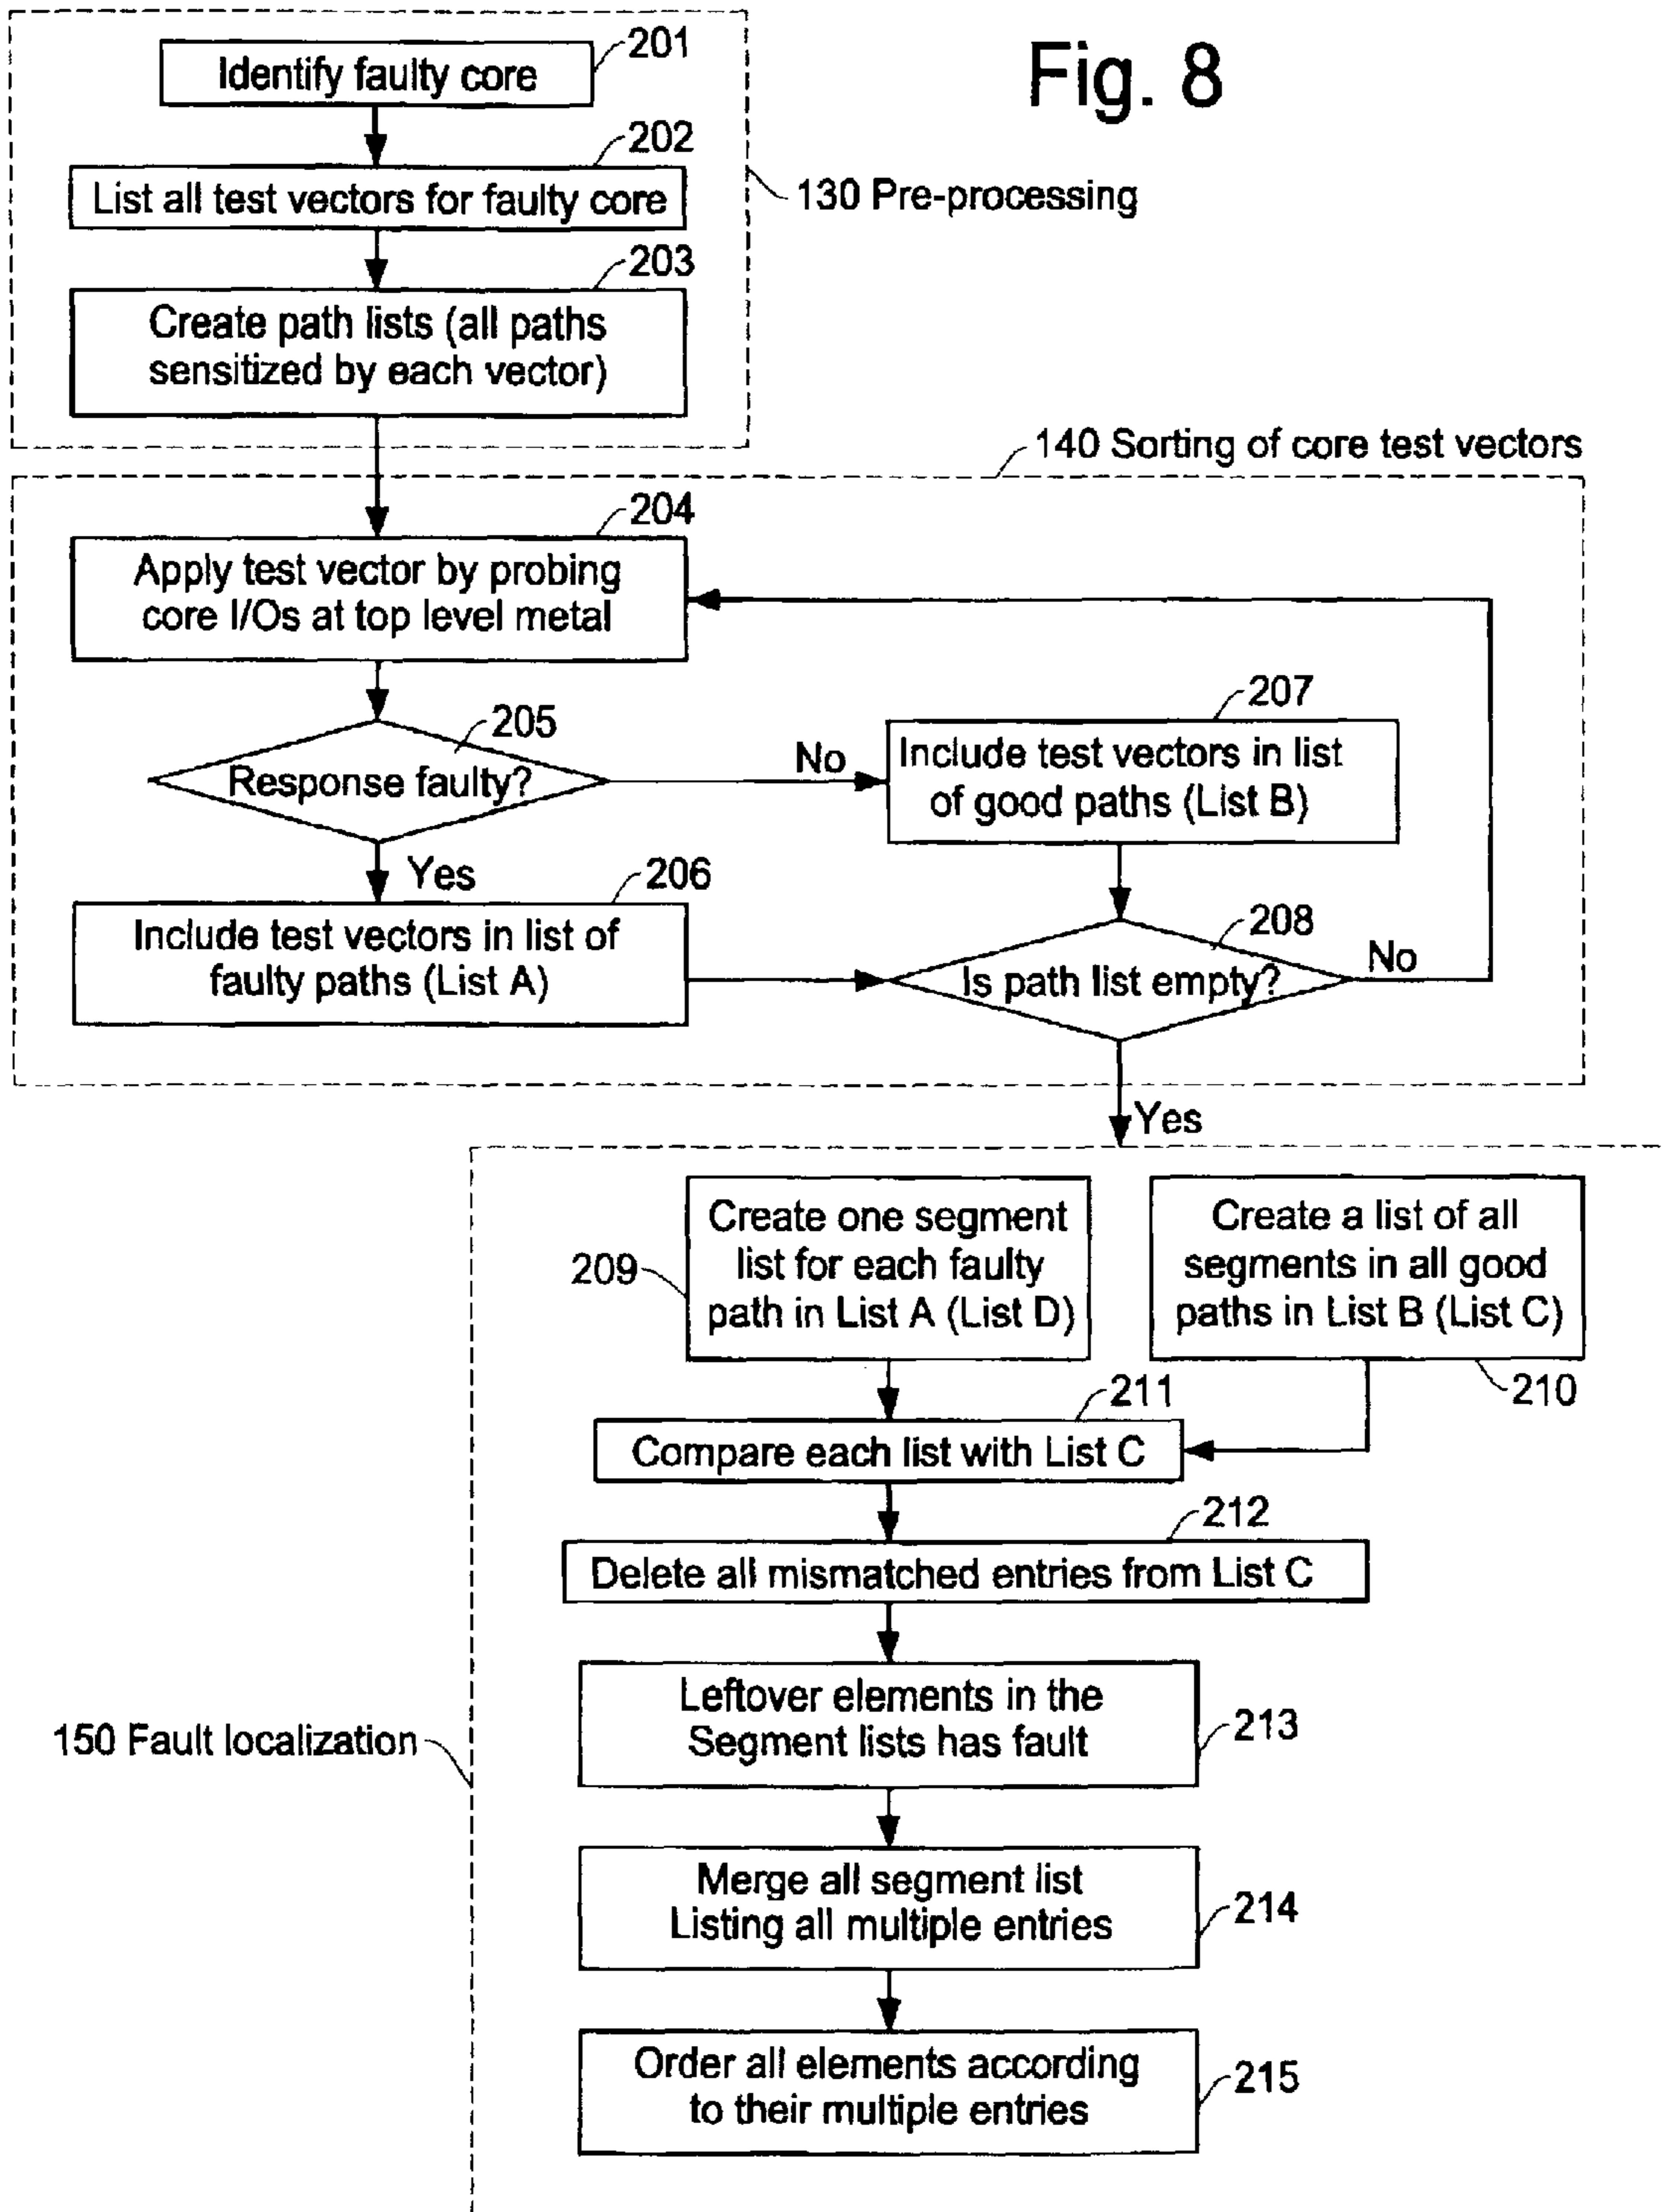 Fig. 8
201
Identify faulty core
202
List all test vectors for faulty core
130 Pre-processing
203
Create path lists (all paths
sensitized by each vector)
140 Sorting of core test vectors
204
Apply test vector by probing
core I/Os at top level metal
205
Response faulty?
No
207
Include test vectors in list
of good paths (List B)
Yes
206
Include test vectors in list of
faulty paths (List A)
208
Is path list empty?
No
Yes
209
Create one segment
list for each faulty
path in List A (List D)
Create a list of all
segments in all good
paths in List B (List C)
210
211
Compare each list with List C
212
Delete all mismatched entries from List C
150 Fault localization
Leftover elements in the
Segment lists has fault
213
Merge all segment list
Listing all multiple entries
214
Order all elements according
to their multiple entries
215